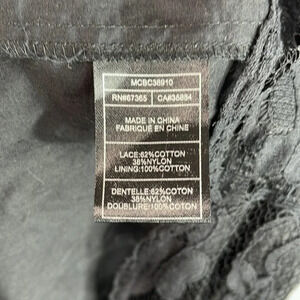 MCBC38910
RN#67365 CA#35884
MADE IN CHINA
FABRIQUÉ EN CHINE
LACE:62%COTTON
38%NYLON
LINING:100%COTTON
DENTELLE:62%COTON
38%NYLON
DOUBLURE:100%COTON